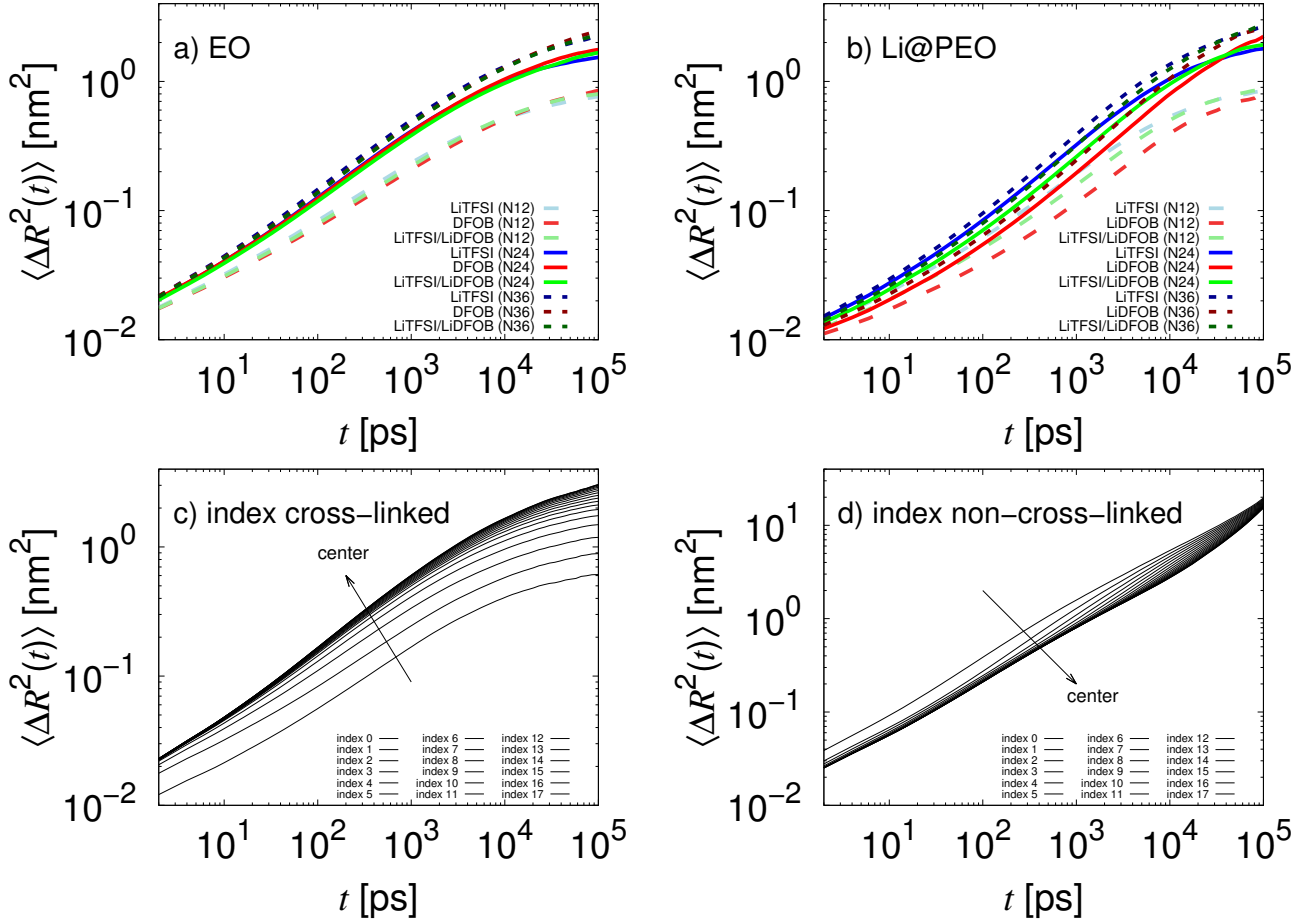 a) EO
⟨ΔR²(t)⟩ [nm²]
10⁰
10⁻¹
10⁻²
LiTFSI (N12)
DFOB (N12)
LiTFSI/LiDFOB (N12)
LiTFSI (N24)
DFOB (N24)
LiTFSI/LiDFOB (N24)
LiTFSI (N36)
DFOB (N36)
LiTFSI/LiDFOB (N36)
10¹ 10² 10³ 10⁴ 10⁵
t [ps]
b) Li@PEO
⟨ΔR²(t)⟩ [nm²]
10⁰
10⁻¹
10⁻²
LiTFSI (N12)
LiDFOB (N12)
LiTFSI/LiDFOB (N12)
LiTFSI (N24)
LiDFOB (N24)
LiTFSI/LiDFOB (N24)
LiTFSI (N36)
LiDFOB (N36)
LiTFSI/LiDFOB (N36)
10¹ 10² 10³ 10⁴ 10⁵
t [ps]
c) index cross-linked
center
⟨ΔR²(t)⟩ [nm²]
10⁰
10⁻¹
10⁻²
index 0 index 6 index 12
index 1 index 7 index 13
index 2 index 8 index 14
index 3 index 9 index 15
index 4 index 10 index 16
index 5 index 11 index 17
10¹ 10² 10³ 10⁴ 10⁵
t [ps]
d) index non-cross-linked
⟨ΔR²(t)⟩ [nm²]
10¹
10⁰
10⁻¹
10⁻²
center
index 0 index 6 index 12
index 1 index 7 index 13
index 2 index 8 index 14
index 3 index 9 index 15
index 4 index 10 index 16
index 5 index 11 index 17
10¹ 10² 10³ 10⁴ 10⁵
t [ps]